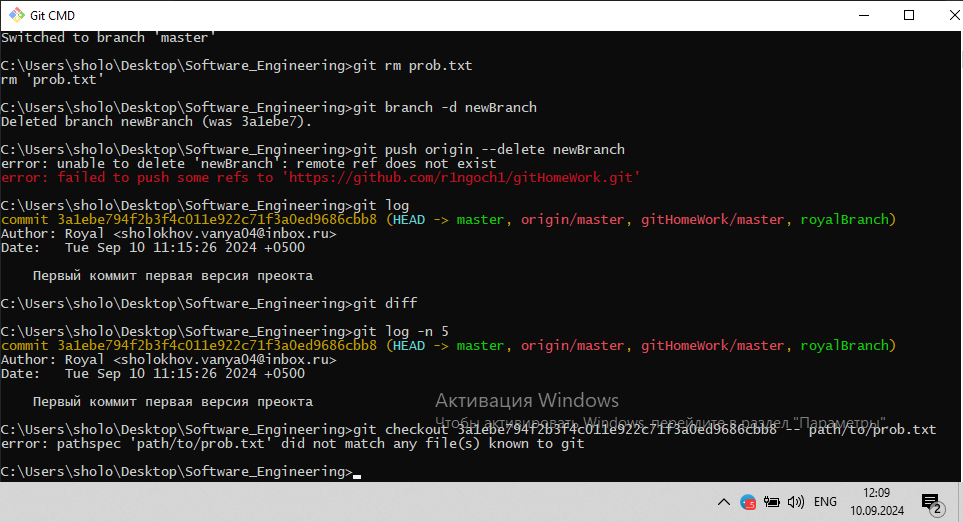 Git CMD
Switched to branch 'master'
C:\Users\sholo\Desktop\Software_Engineering>git rm prob.txt
rm 'prob.txt'
C:\Users\sholo\Desktop\Software_Engineering>git branch -d newBranch
Deleted branch newBranch (was 3a1ebe7).
C:\Users\sholo\Desktop\Software_Engineering>git push origin --delete newBranch
error: unable to delete 'newBranch': remote ref does not exist
error: failed to push some refs to 'https://github.com/r1ngoch1/gitHomeWork.git'
C:\Users\sholo\Desktop\Software_Engineering>git log
commit 3a1ebe794f2b3f4c011e922c71f3a0ed9686cbb8 (HEAD -> master, origin/master, gitHomeWork/master, royalBranch)
Author: Royal <sholokhov.vanya04@inbox.ru>
Date:   Tue Sep 10 11:15:26 2024 +0500
Первый коммит первая версия преокта
C:\Users\sholo\Desktop\Software_Engineering>git diff
C:\Users\sholo\Desktop\Software_Engineering>git log -n 5
commit 3a1ebe794f2b3f4c011e922c71f3a0ed9686cbb8 (HEAD -> master, origin/master, gitHomeWork/master, royalBranch)
Author: Royal <sholokhov.vanya04@inbox.ru>
Date:   Tue Sep 10 11:15:26 2024 +0500
Первый коммит первая версия преокта
Активация Windows
Чтобы активировать Windows, перейдите в раздел "Параметры".
C:\Users\sholo\Desktop\Software_Engineering>git checkout 3a1ebe794f2b3f4c011e922c71f3a0ed9686cbb8 -- path/to/prob.txt
error: pathspec 'path/to/prob.txt' did not match any file(s) known to git
C:\Users\sholo\Desktop\Software_Engineering>
ENG
12:09
10.09.2024
2